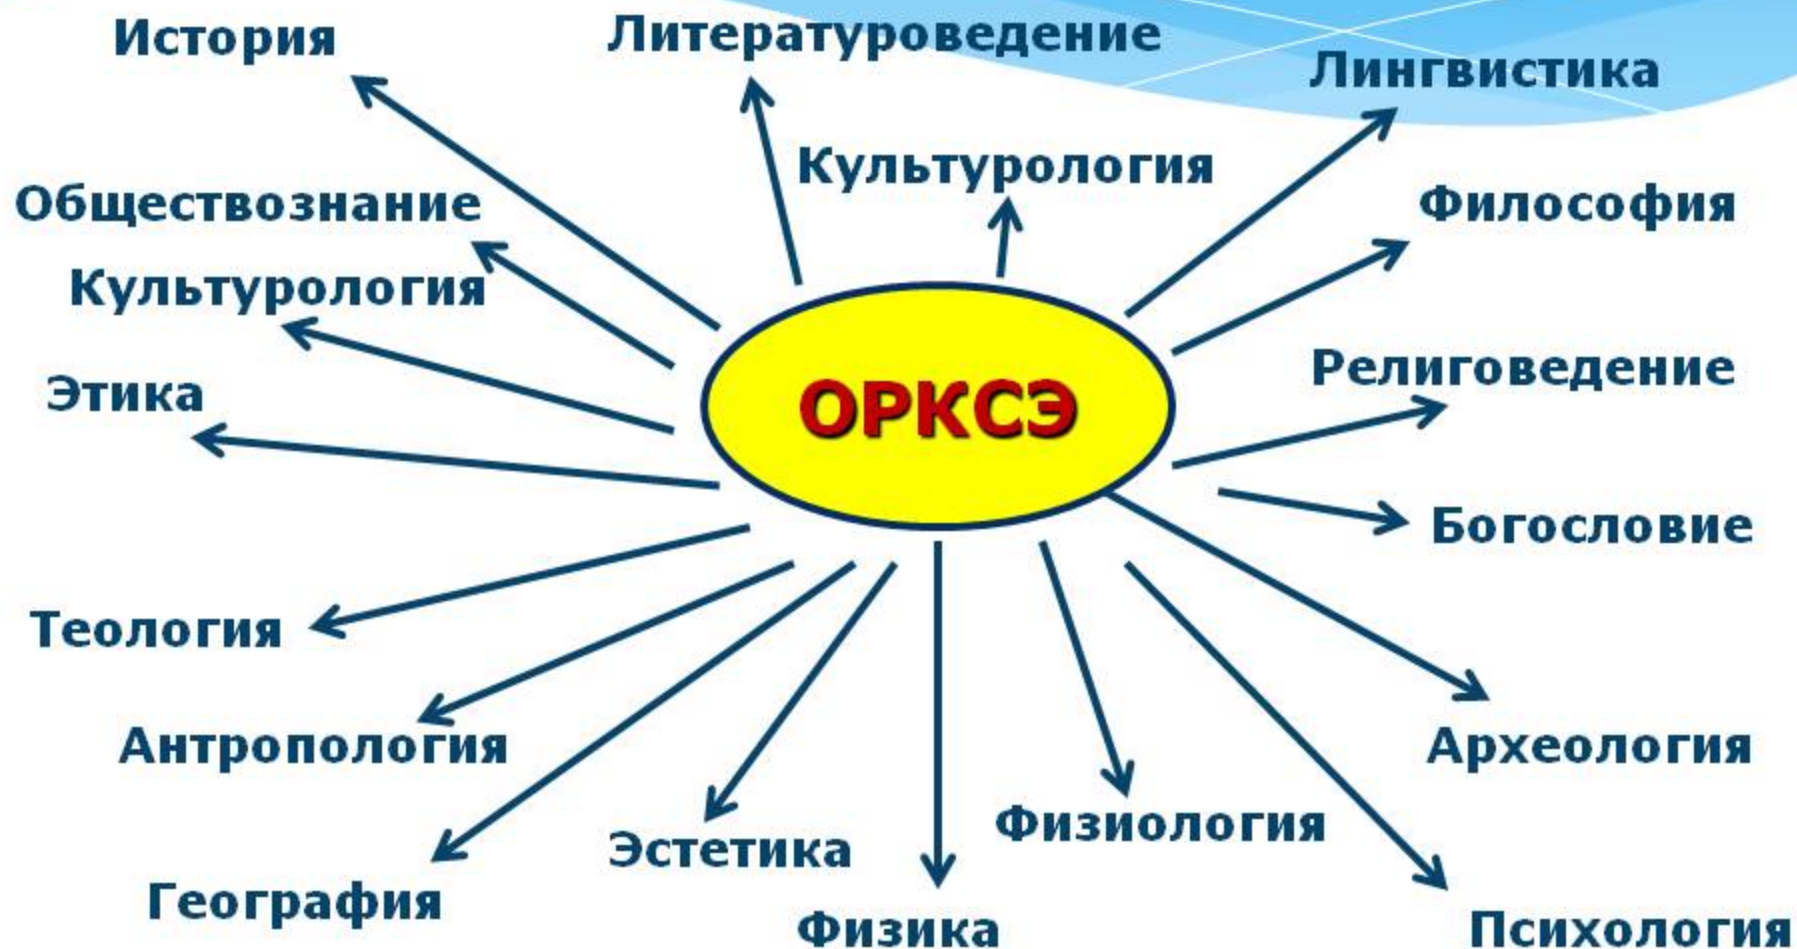 История
Литературоведение
Лингвистика
Культурология
Обществознание
Философия
Культурология
Религоведение
Этика
ОРКСЭ
Богословие
Теология
Антропология
Археология
Физиология
Эстетика
География
Физика
Психология